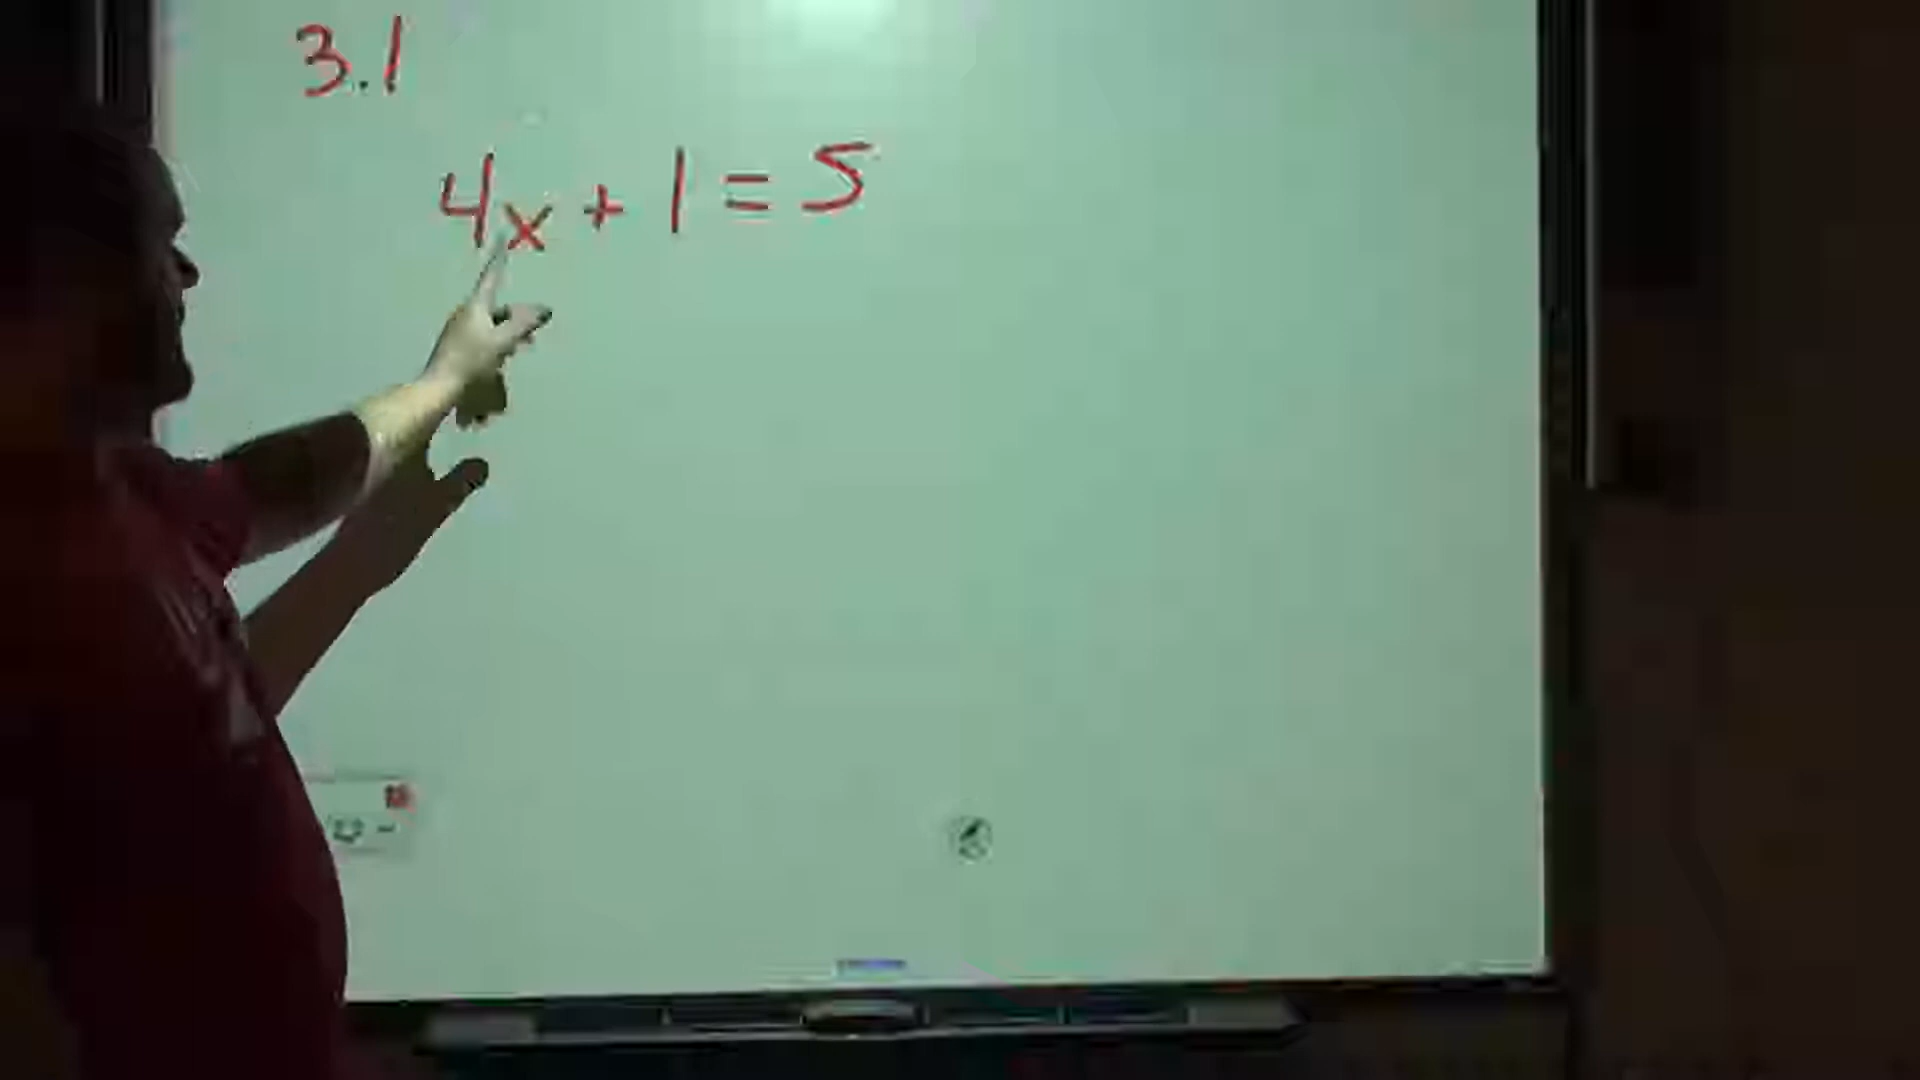 3.1
4x + 1 = 5